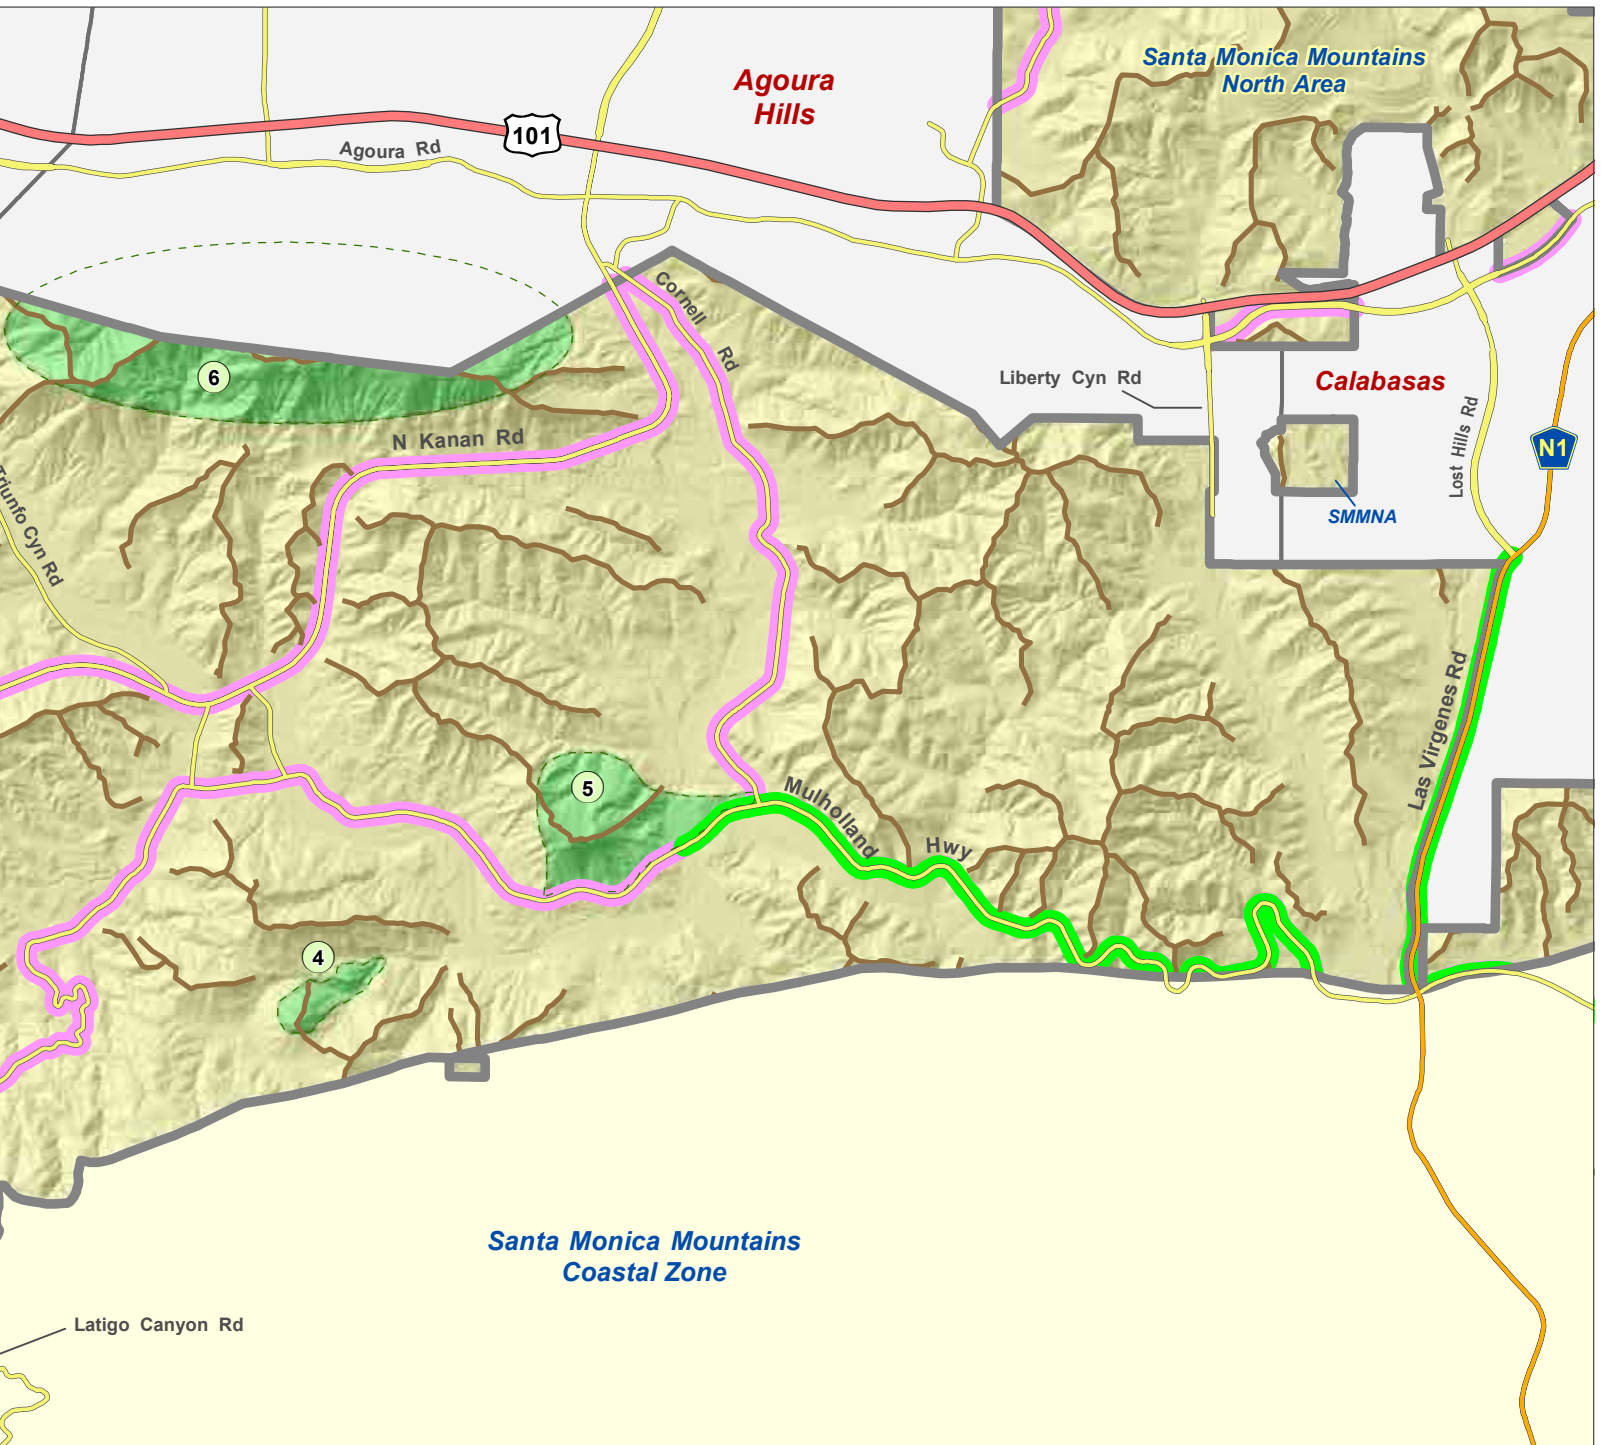 Santa Monica Mountains
North Area
Agoura
Hills
101
Agoura Rd
Cornell Rd
6
Liberty Cyn Rd
Calabasas
N Kanan Rd
Lost Hills Rd
N1
SMMNA
Triunfo Cyn Rd
Las Virgenes Rd
5
Mulholland Hwy
4
Santa Monica Mountains
Coastal Zone
Latigo Canyon Rd